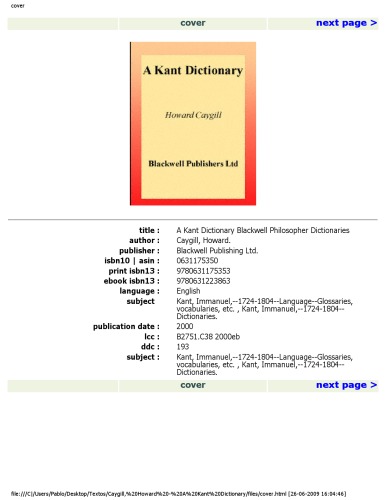 cover
cover next page >
A Kant Dictionary
Howard Caygill
Blackwell Publishers Ltd
title : A Kant Dictionary Blackwell Philosopher Dictionaries
author : Caygill, Howard.
publisher : Blackwell Publishing Ltd.
isbn10 | asin : 0631175350
print isbn13 : 9780631175353
ebook isbn13 : 9780631223863
language : English
subject Kant, Immanuel,--1724-1804--Language--Glossaries,
vocabularies, etc. , Kant, Immanuel,--1724-1804--
Dictionaries.
publication date : 2000
lcc : B2751.C38 2000eb
ddc : 193
subject : Kant, Immanuel,--1724-1804--Language--Glossaries,
vocabularies, etc. , Kant, Immanuel,--1724-1804--
Dictionaries.
cover next page >
file:///C|/Users/Pablo/Desktop/Textos/Caygill,%20Howard%20-%20A%20Kant%20Dictionary/files/cover.html [26-06-2009 16:04:46]